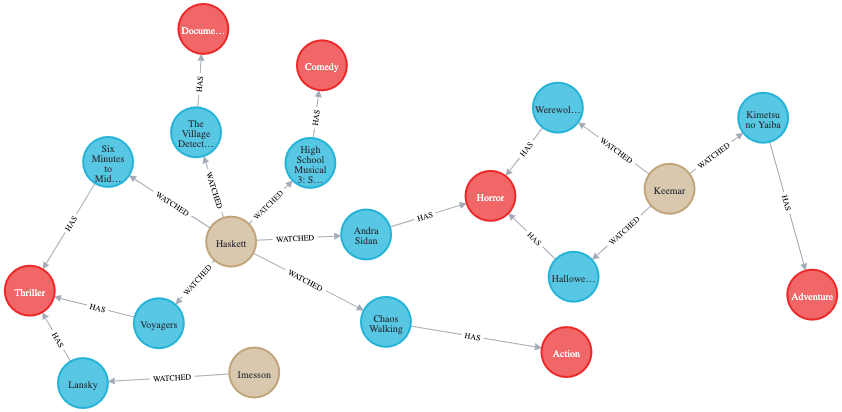 Docume...
HAS
Comedy
HAS
The
Village
Detect...
Six
Minutes
to
Mid...
High
School
Musical
3: S...
WATCHED
WATCHED
WATCHED
HAS
Haskett
WATCHED
Andra
Sidan
HAS
Horror
HAS
Werewol...
WATCHED
Keemar
WATCHED
Kimetsu
no Yaiba
HAS
WATCHED
HAS
Hallowe...
Adventure
WATCHED
WATCHED
Thriller
HAS
Voyagers
Chaos
Walking
HAS
Action
HAS
Lansky
WATCHED
Imesson